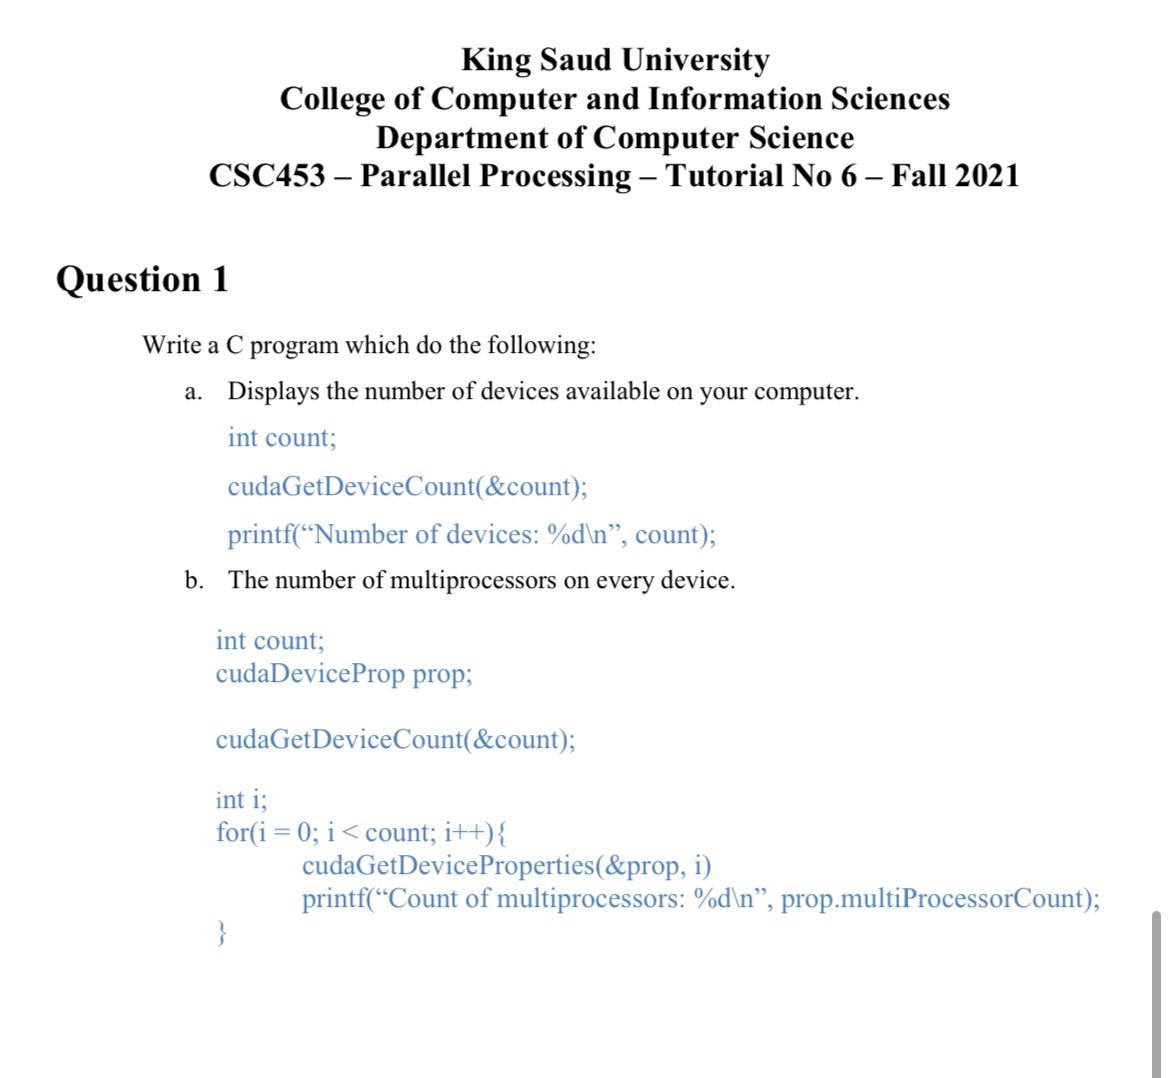 King Saud University
College of Computer and Information Sciences
Department of Computer Science
CSC453 – Parallel Processing – Tutorial No 6 – Fall 2021
Question 1
Write a C program which do the following:
a. Displays the number of devices available on your computer.
int count;
cudaGetDeviceCount(&count);
printf(“Number of devices: %d\n”, count);
b. The number of multiprocessors on every device.
int count;
cudaDeviceProp prop;
cudaGetDeviceCount(&count);
int i;
for(i = 0; i < count; i++){
cudaGetDeviceProperties(&prop, i)
printf(“Count of multiprocessors: %d\n”, prop.multiProcessorCount);
}